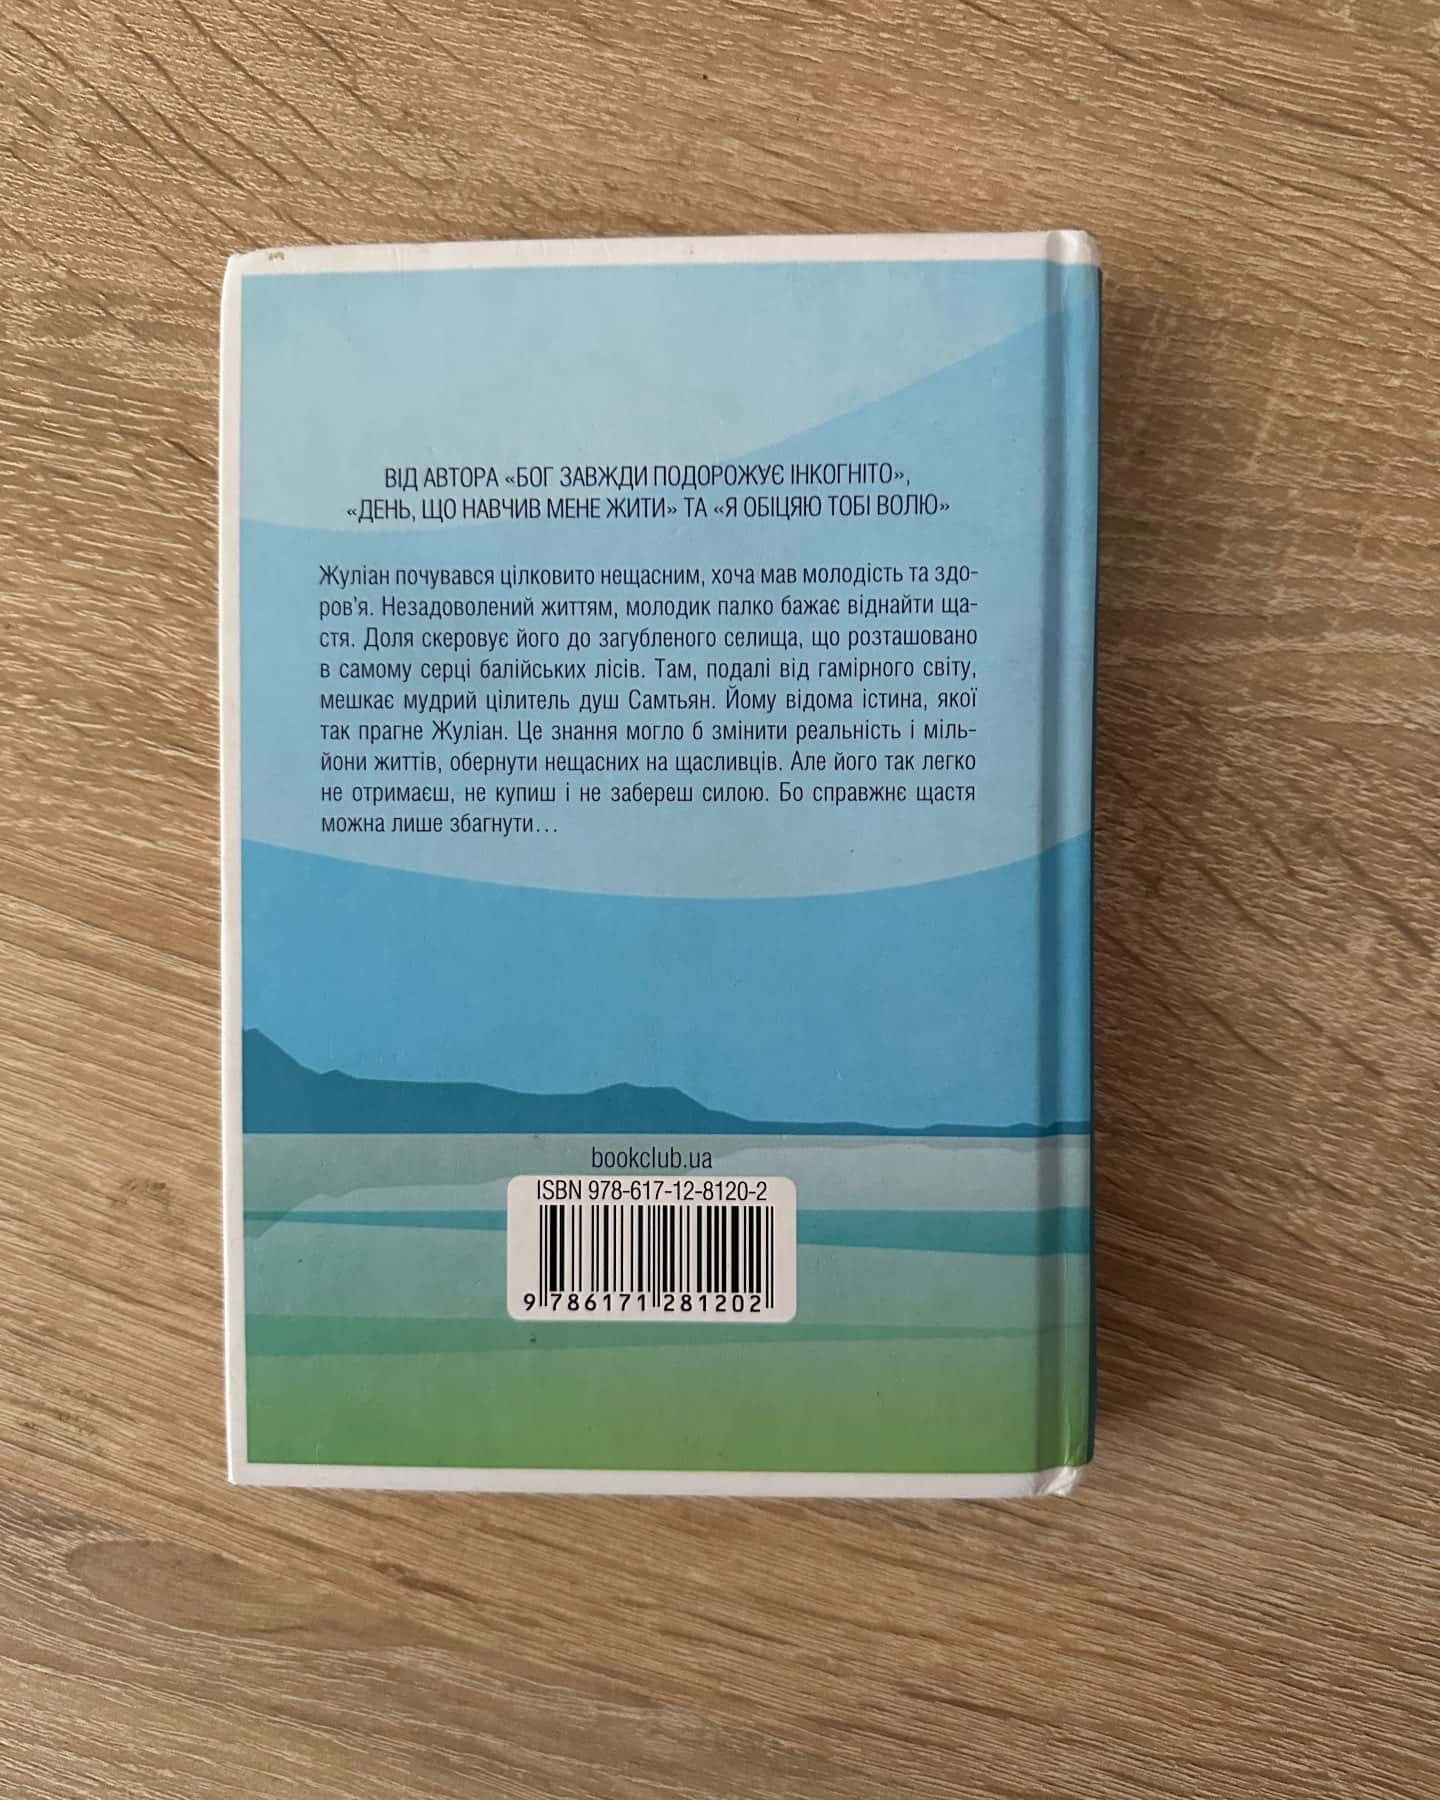 ВІД АВТОРА «БОГ ЗАВЖДИ ПОДОРОЖУЄ ІНКОГНІТО»,
«ДЕНЬ, ЩО НАВЧИВ МЕНЕ ЖИТИ» ТА «Я ОБІЦЯЮ ТОБІ ВОЛЮ»
Жуліан почувався цілковито нещасним, хоча мав молодість та здо-
ров’я. Незадоволений життям, молодик палко бажає віднайти ща-
стя. Доля скеровує його до загубленого селища, що розташовано
в самому серці балійських лісів. Там, подалі від гамірного світу,
мешкає мудрий цілитель душ Самтьян. Йому відома істина, якої
так прагне Жуліан. Це знання могло б змінити реальність і міль-
йони життів, обернути нещасних на щасливців. Але його так легко
не отримаєш, не купиш і не забереш силою. Бо справжнє щастя
можна лише збагнути…
bookclub.ua
ISBN 978-617-12-8120-2
9 786171 281202